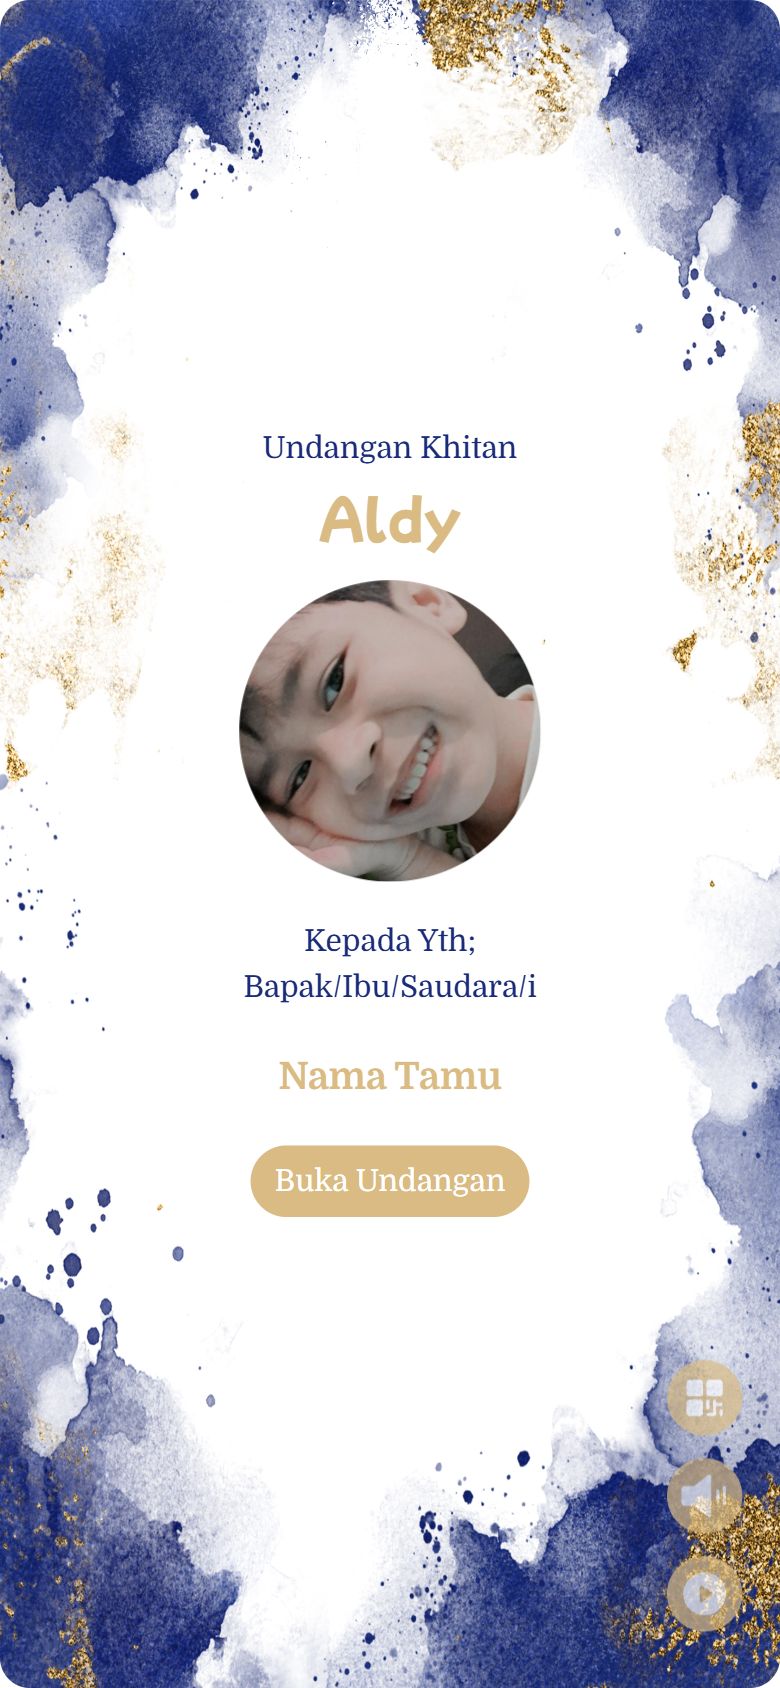 Undangan Khitan
Aldy
Kepada Yth;
Bapak/Ibu/Saudara/i
Nama Tamu
Buka Undangan